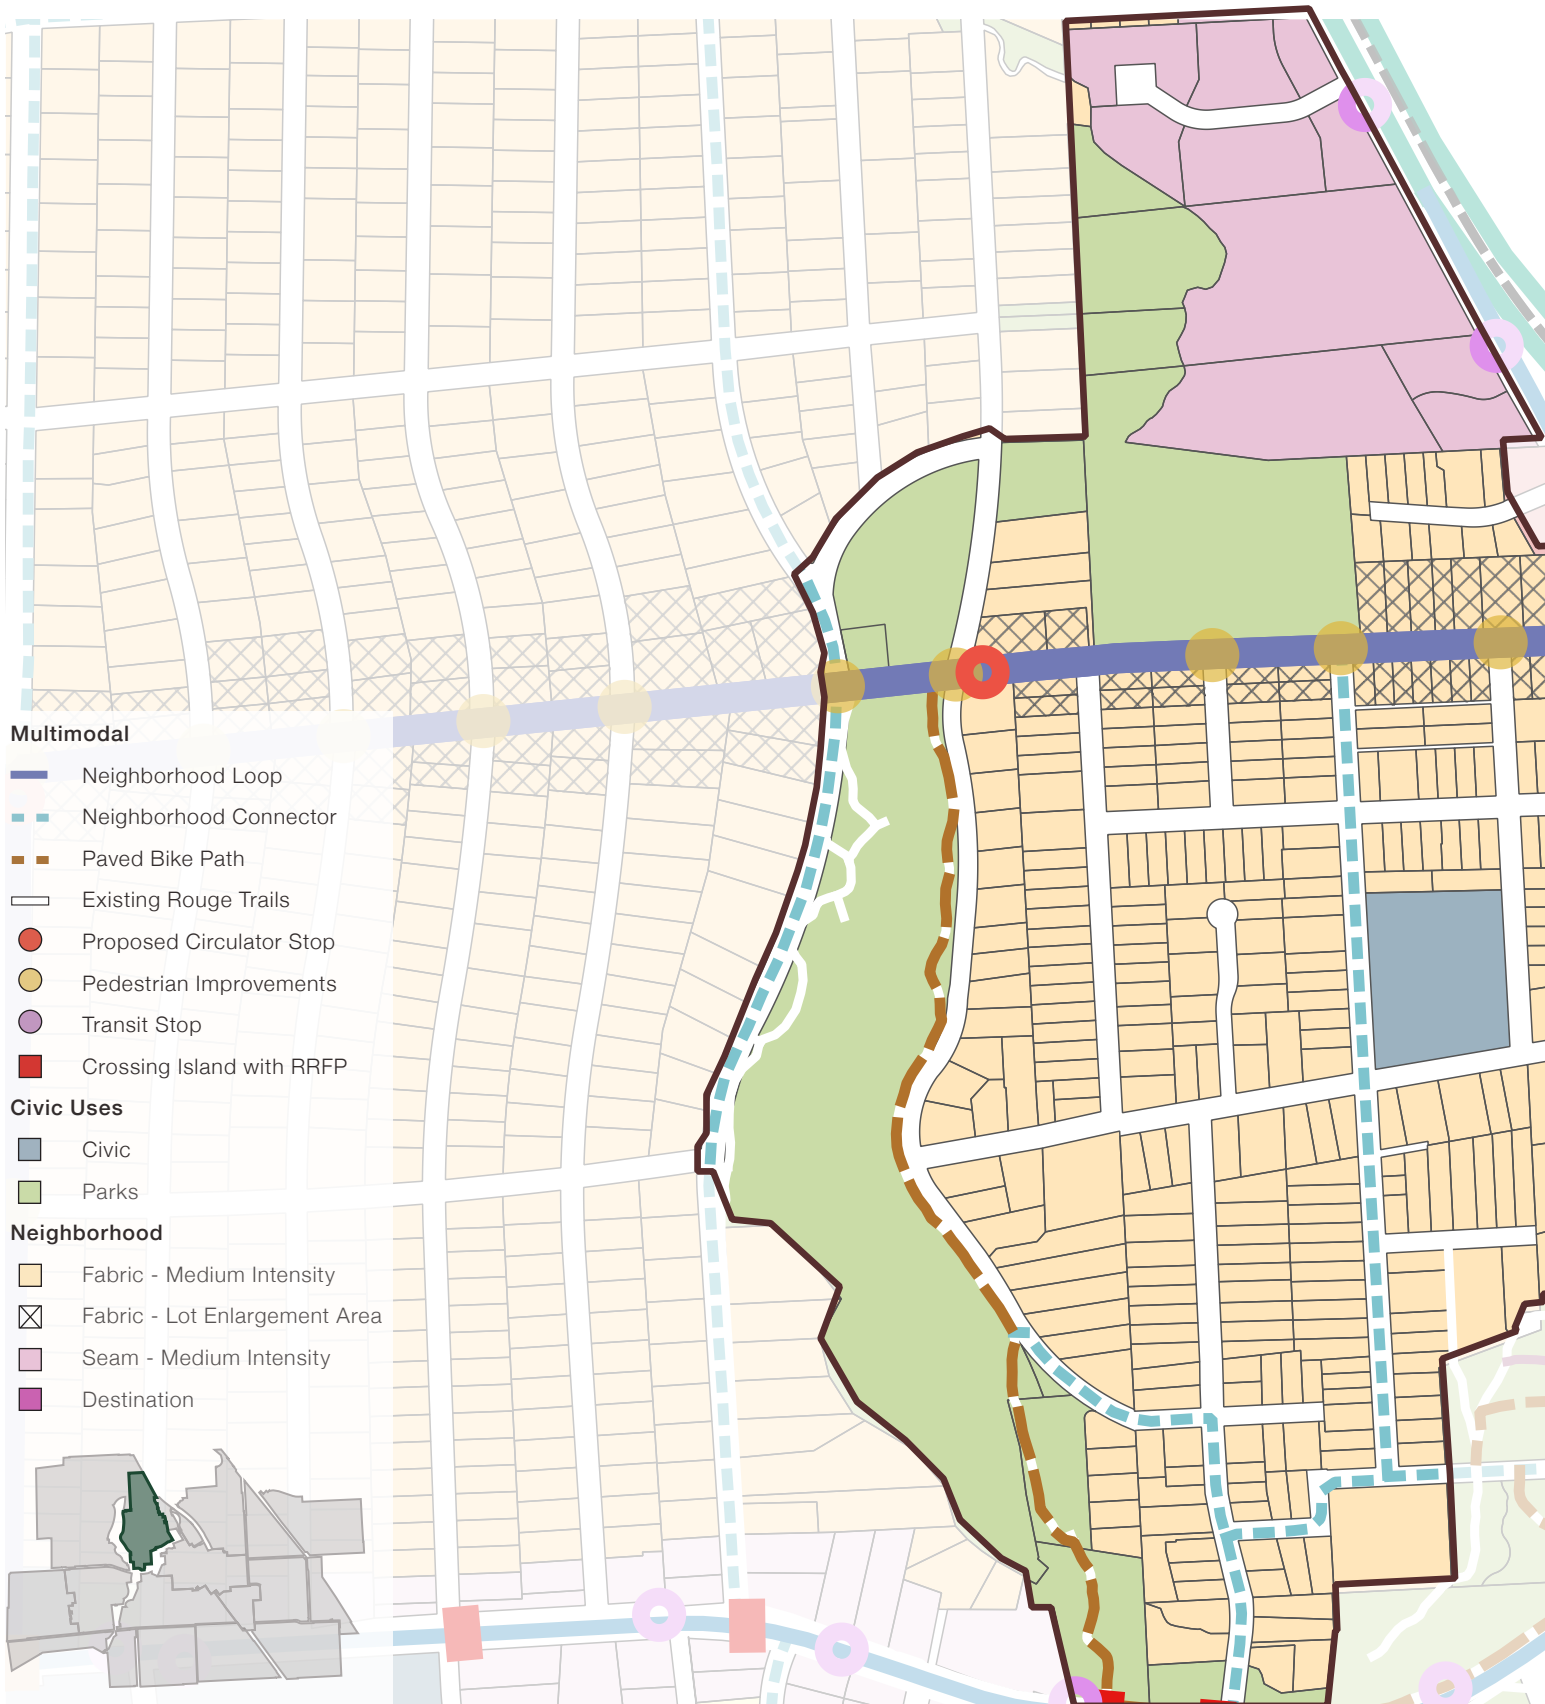 Multimodal
Neighborhood Loop
Neighborhood Connector
Paved Bike Path
Existing Rouge Trails
Proposed Circulator Stop
Pedestrian Improvements
Transit Stop
Crossing Island with RRFP
Civic Uses
Civic
Parks
Neighborhood
Fabric - Medium Intensity
Fabric - Lot Enlargement Area
Seam - Medium Intensity
Destination